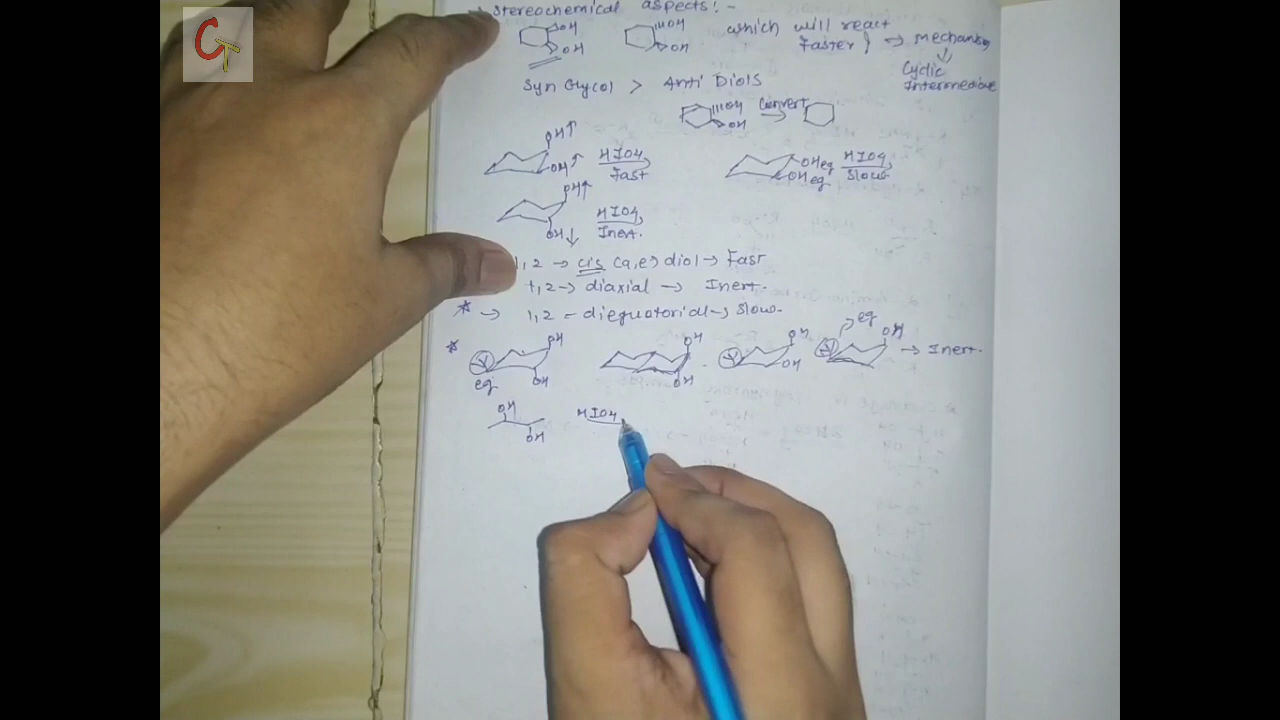 CT
→ Stereochemical aspects! -
OH OH
OH OH
which will react
Faster } → Mechanism
Cyclic
Intermediate
Syn Glycol > Anti Diols
OH
OH
Convert
OH↑
OH↑ HIO4
Fast
OHeq
OHeq
HIO4
Slow
OH↑
OH↓
HIO4
Inert.
1,2 → cis (a,e) diol → Fast
1,2 → diaxial → Inert.
* → 1,2 - diequatorial → Slow.
*
eq
OH
OH
OH
OH
OH
OH
eq
OH
→ Inert.
OH
OH
HIO4